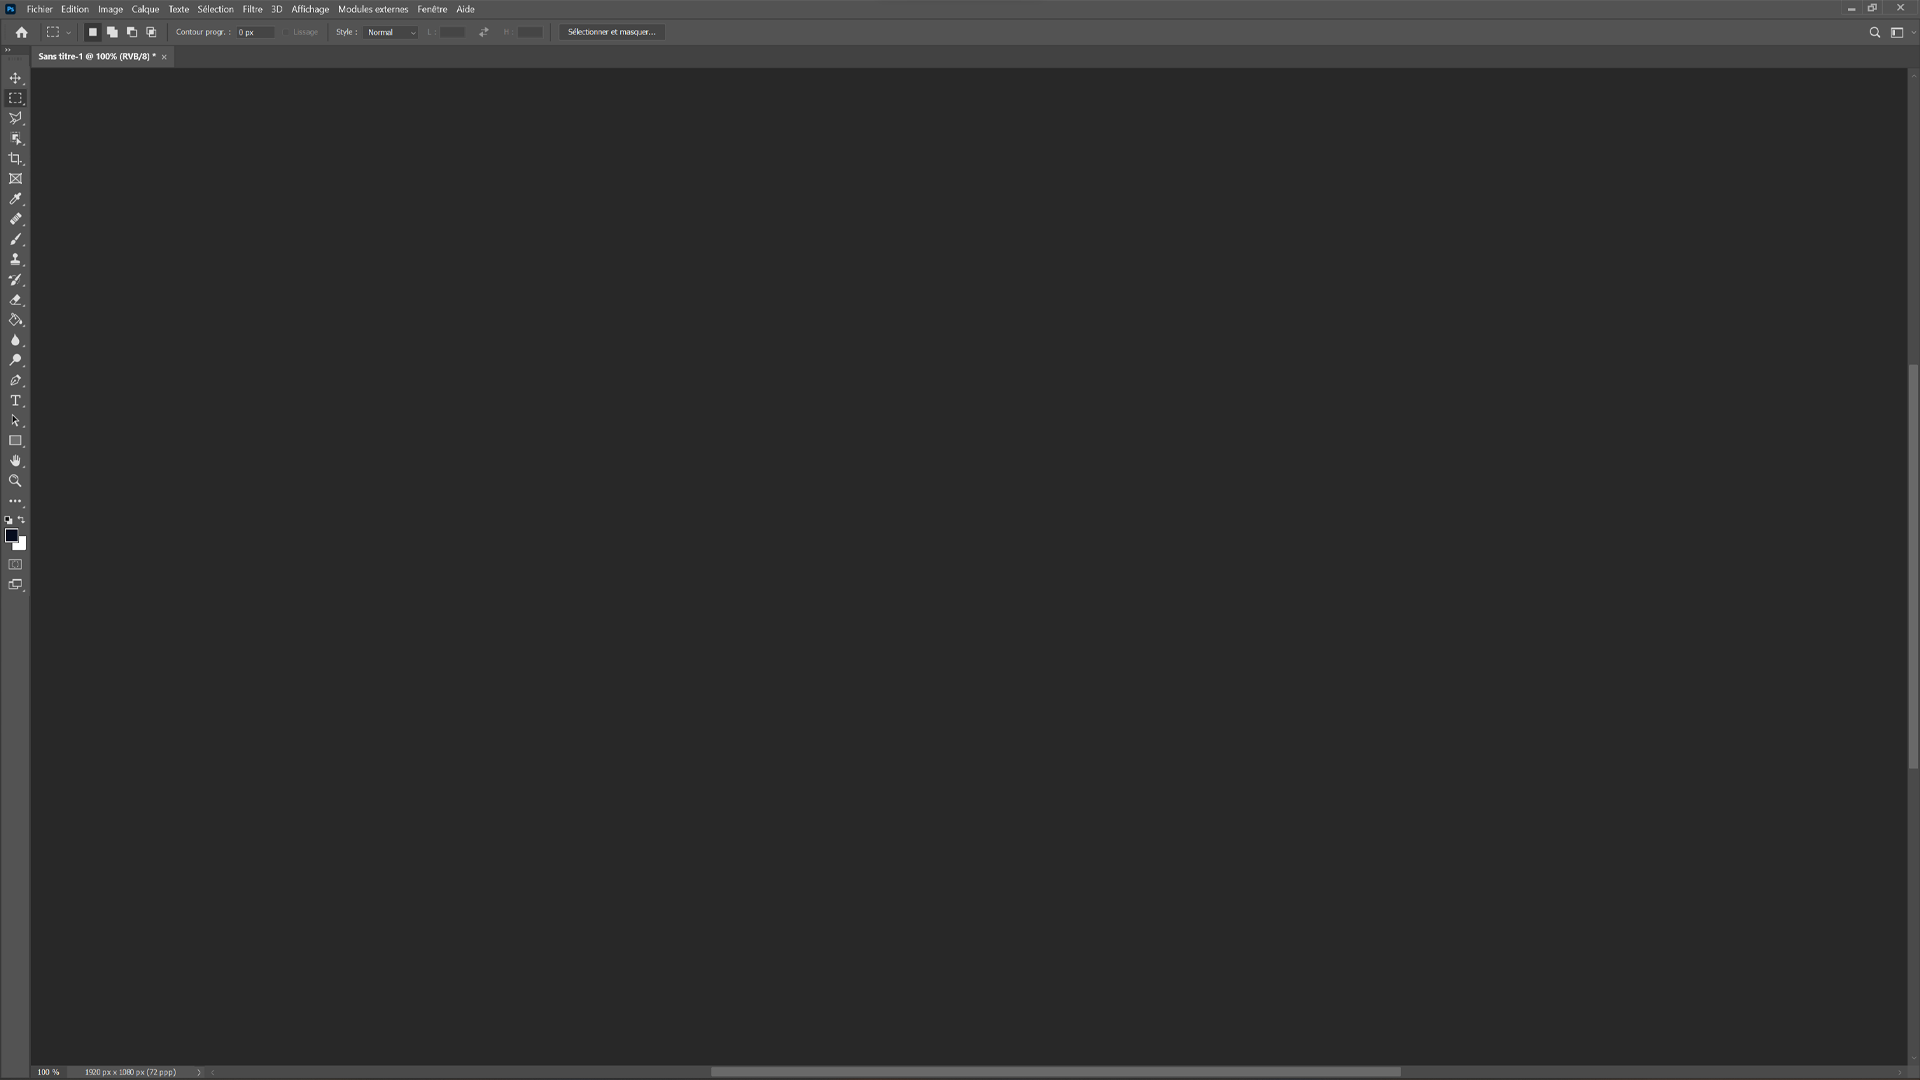 Ps Fichier Edition Image Calque Texte Sélection Filtre 3D Affichage Modules externes Fenêtre Aide
Contour progr. : 0 px Lissage Style : Normal L : H : Sélectionner et masquer...
Sans titre-1 @ 100% (RVB/8) *
T
100 % 1920 px x 1080 px (72 ppp)